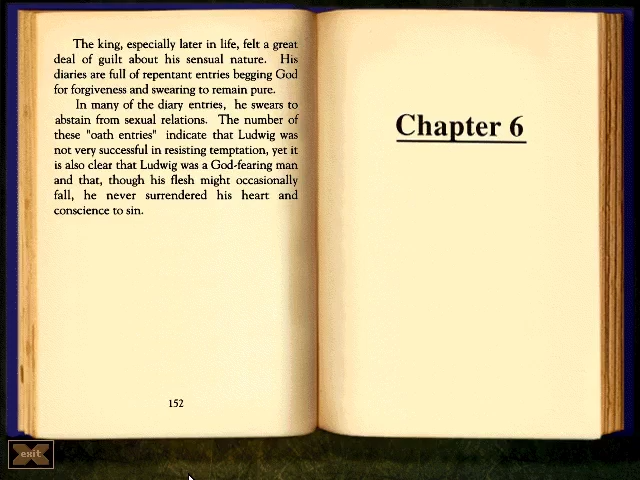 The king, especially later in life, felt a great
deal of guilt about his sensual nature. His
diaries are full of repentant entries begging God
for forgiveness and swearing to remain pure.
In many of the diary entries, he swears to
abstain from sexual relations. The number of
these "oath entries" indicate that Ludwig was
not very successful in resisting temptation, yet it
is also clear that Ludwig was a God-fearing man
and that, though his flesh might occasionally
fall, he never surrendered his heart and
conscience to sin.
152
Chapter 6
exit